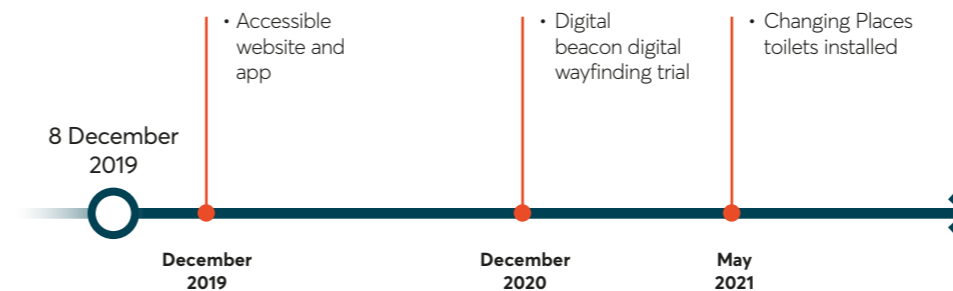 • Accessible
website and
app
• Digital
beacon digital
wayfinding trial
• Changing Places
toilets installed
8 December
2019
December
2019
December
2020
May
2021